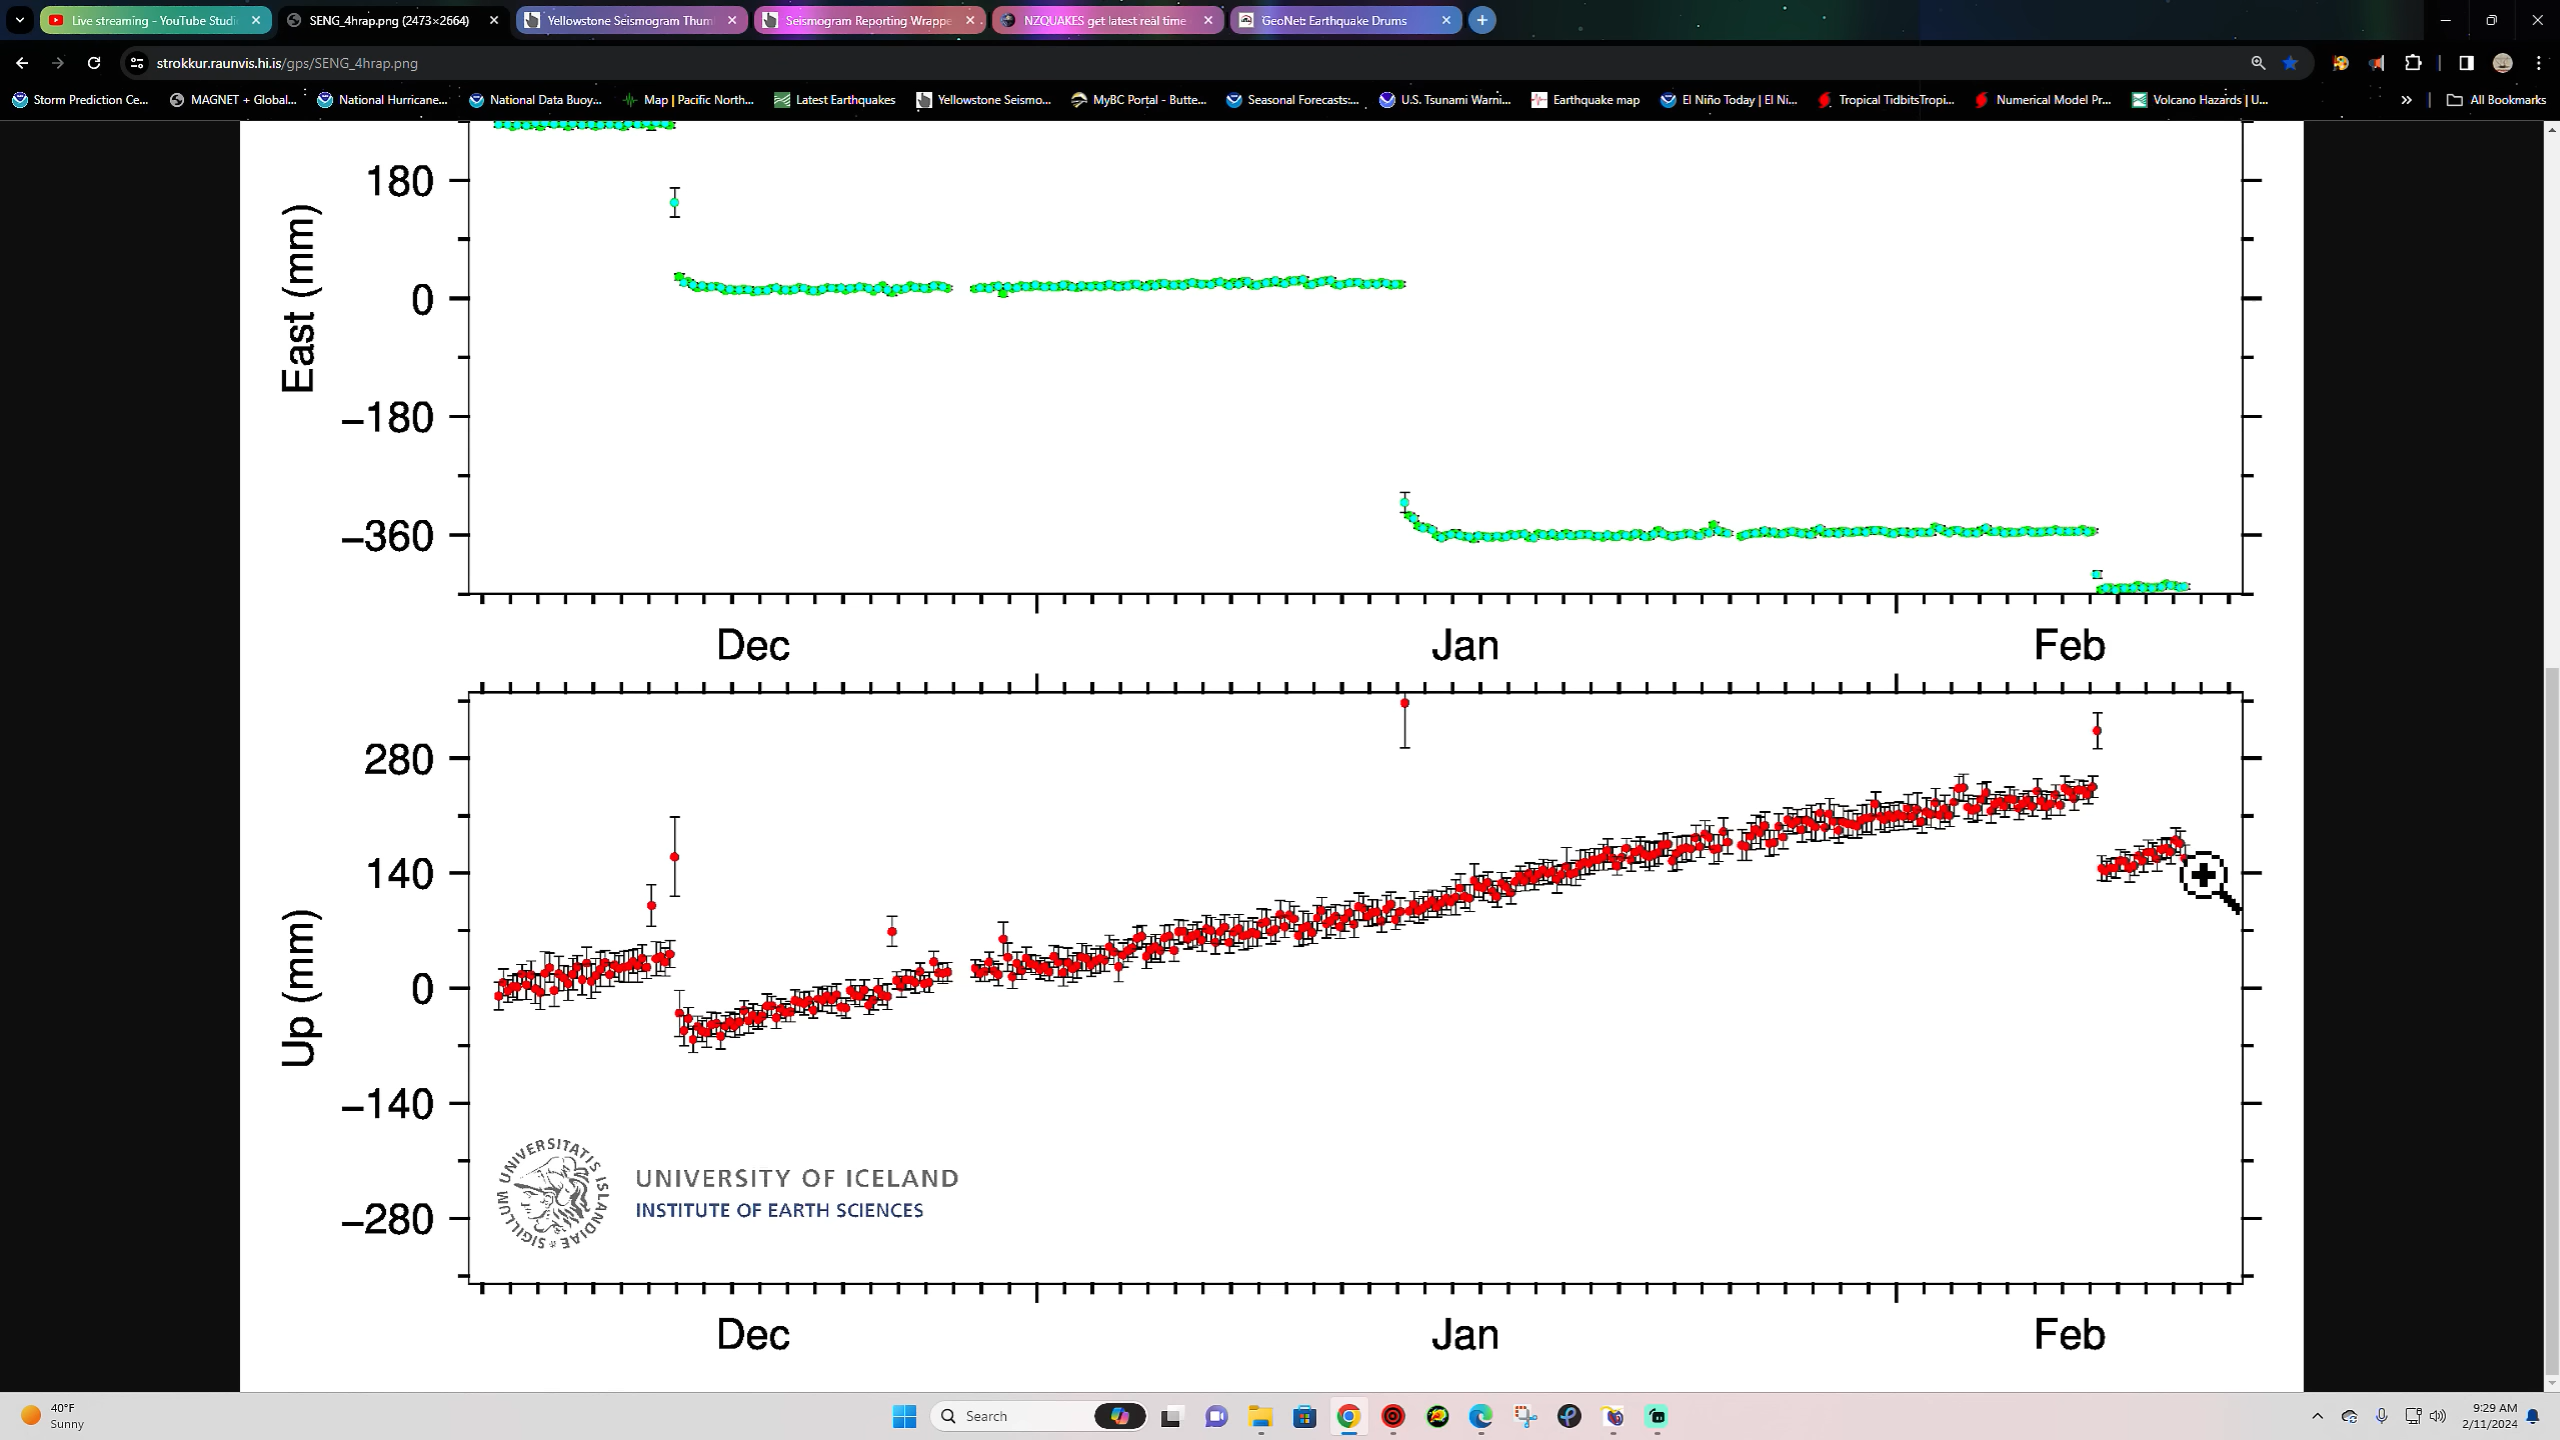 Live streaming - YouTube Studi
SENG_4hrap.png (2473×2664)
Yellowstone Seismogram Thum
Seismogram Reporting Wrappe
NZQUAKES get latest real time
GeoNet: Earthquake Drums
strokkur.raunvis.hi.is/gps/SENG_4hrap.png
Storm Prediction Ce...
MAGNET + Global...
National Hurricane...
National Data Buoy...
Map | Pacific North...
Latest Earthquakes
Yellowstone Seismo...
MyBC Portal - Butte...
Seasonal Forecasts:...
U.S. Tsunami Warni...
Earthquake map
El Niño Today | El Ni...
Tropical TidbitsTropi...
Numerical Model Pr...
Volcano Hazards | U...
All Bookmarks
East (mm)
180
0
−180
−360
Dec
Jan
Feb
Up (mm)
280
140
0
−140
−280
SIGILLUM UNIVERSITATIS ISLANDIAE
UNIVERSITY OF ICELAND
INSTITUTE OF EARTH SCIENCES
Dec
Jan
Feb
40°F
Sunny
Search
9:29 AM
2/11/2024